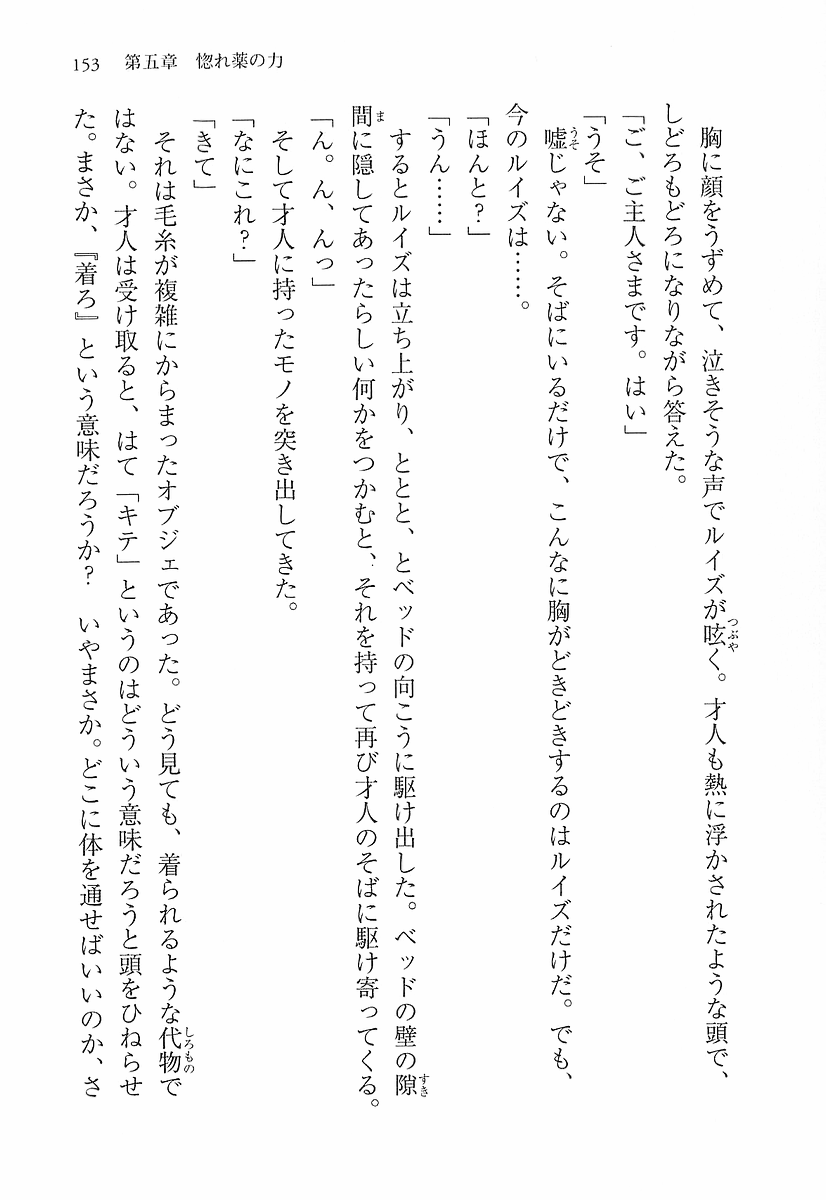 153　第五章　惚れ薬の力
胸に顔をうずめて、泣きそうな声でルイズが呟く。才人も熱に浮かされたような頭で、
しどろもどろになりながら答えた。
「ご、ご主人さまです。はい」
「うそ」
嘘じゃない。そばにいるだけで、こんなに胸がどきどきするのはルイズだけだ。でも、
今のルイズは……。
「ほんと？」
「うん……」
するとルイズは立ち上がり、ととと、とベッドの向こうに駆け出した。ベッドの壁の隙
間に隠してあったらしい何かをつかむと、それを持って再び才人のそばに駆け寄ってくる。
「ん。ん、んっ」
そして才人に持ったモノを突き出してきた。
「なにこれ？」
「きて」
それは毛糸が複雑にからまったオブジェであった。どう見ても、着られるような代物で
はない。才人は受け取ると、はて「キテ」というのはどういう意味だろうと頭をひねらせ
た。まさか、『着ろ』という意味だろうか？　いやまさか。どこに体を通せばいいのか、さ